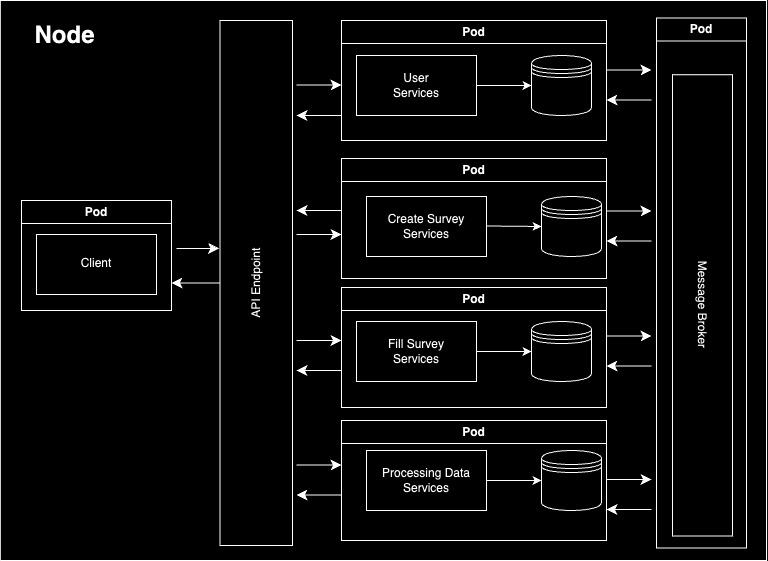 Node
Pod
Client
API Endpoint
Pod
User
Services
Pod
Create Survey
Services
Pod
Fill Survey
Services
Pod
Processing Data
Services
Pod
Message Broker